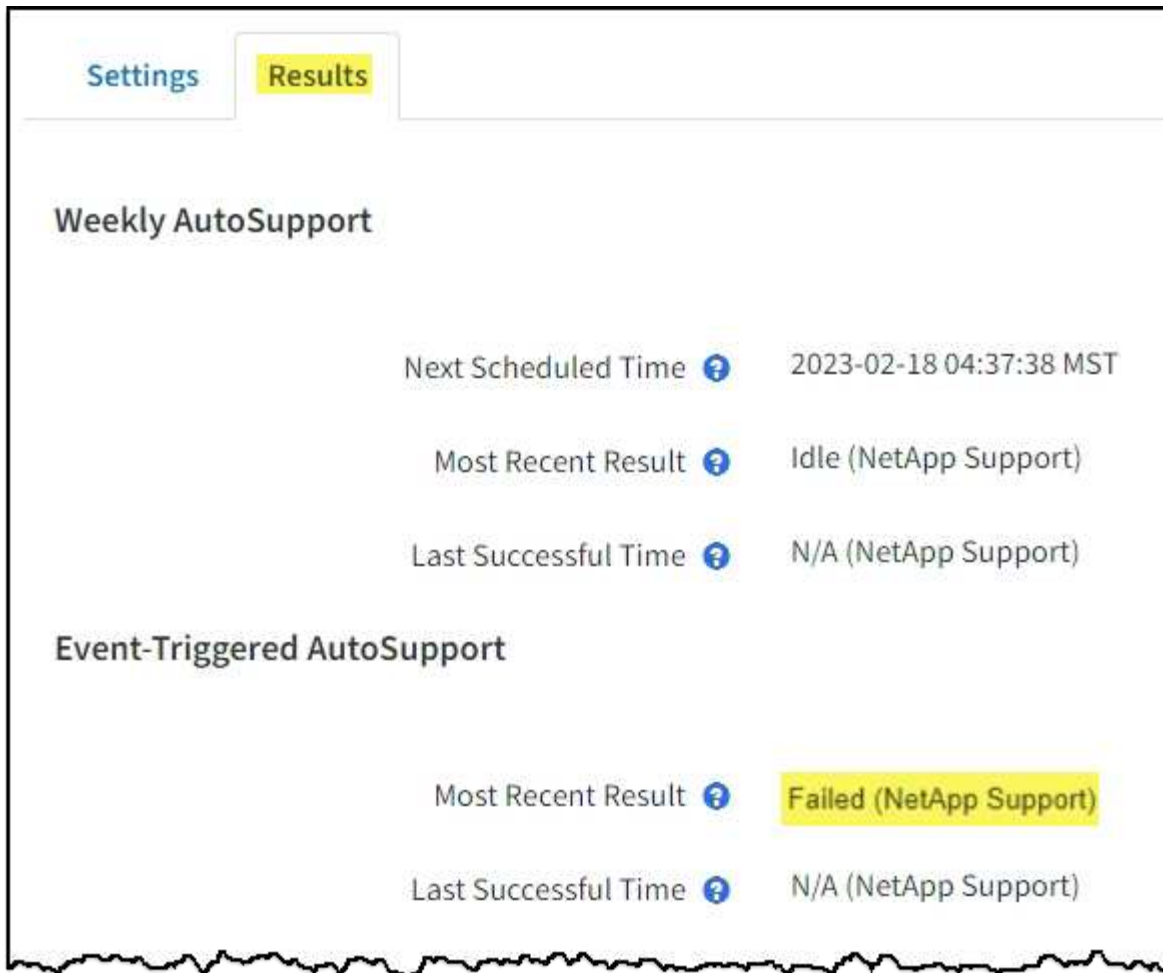 Settings Results
Weekly AutoSupport
Next Scheduled Time 2023-02-18 04:37:38 MST
Most Recent Result Idle (NetApp Support)
Last Successful Time N/A (NetApp Support)
Event-Triggered AutoSupport
Most Recent Result Failed (NetApp Support)
Last Successful Time N/A (NetApp Support)